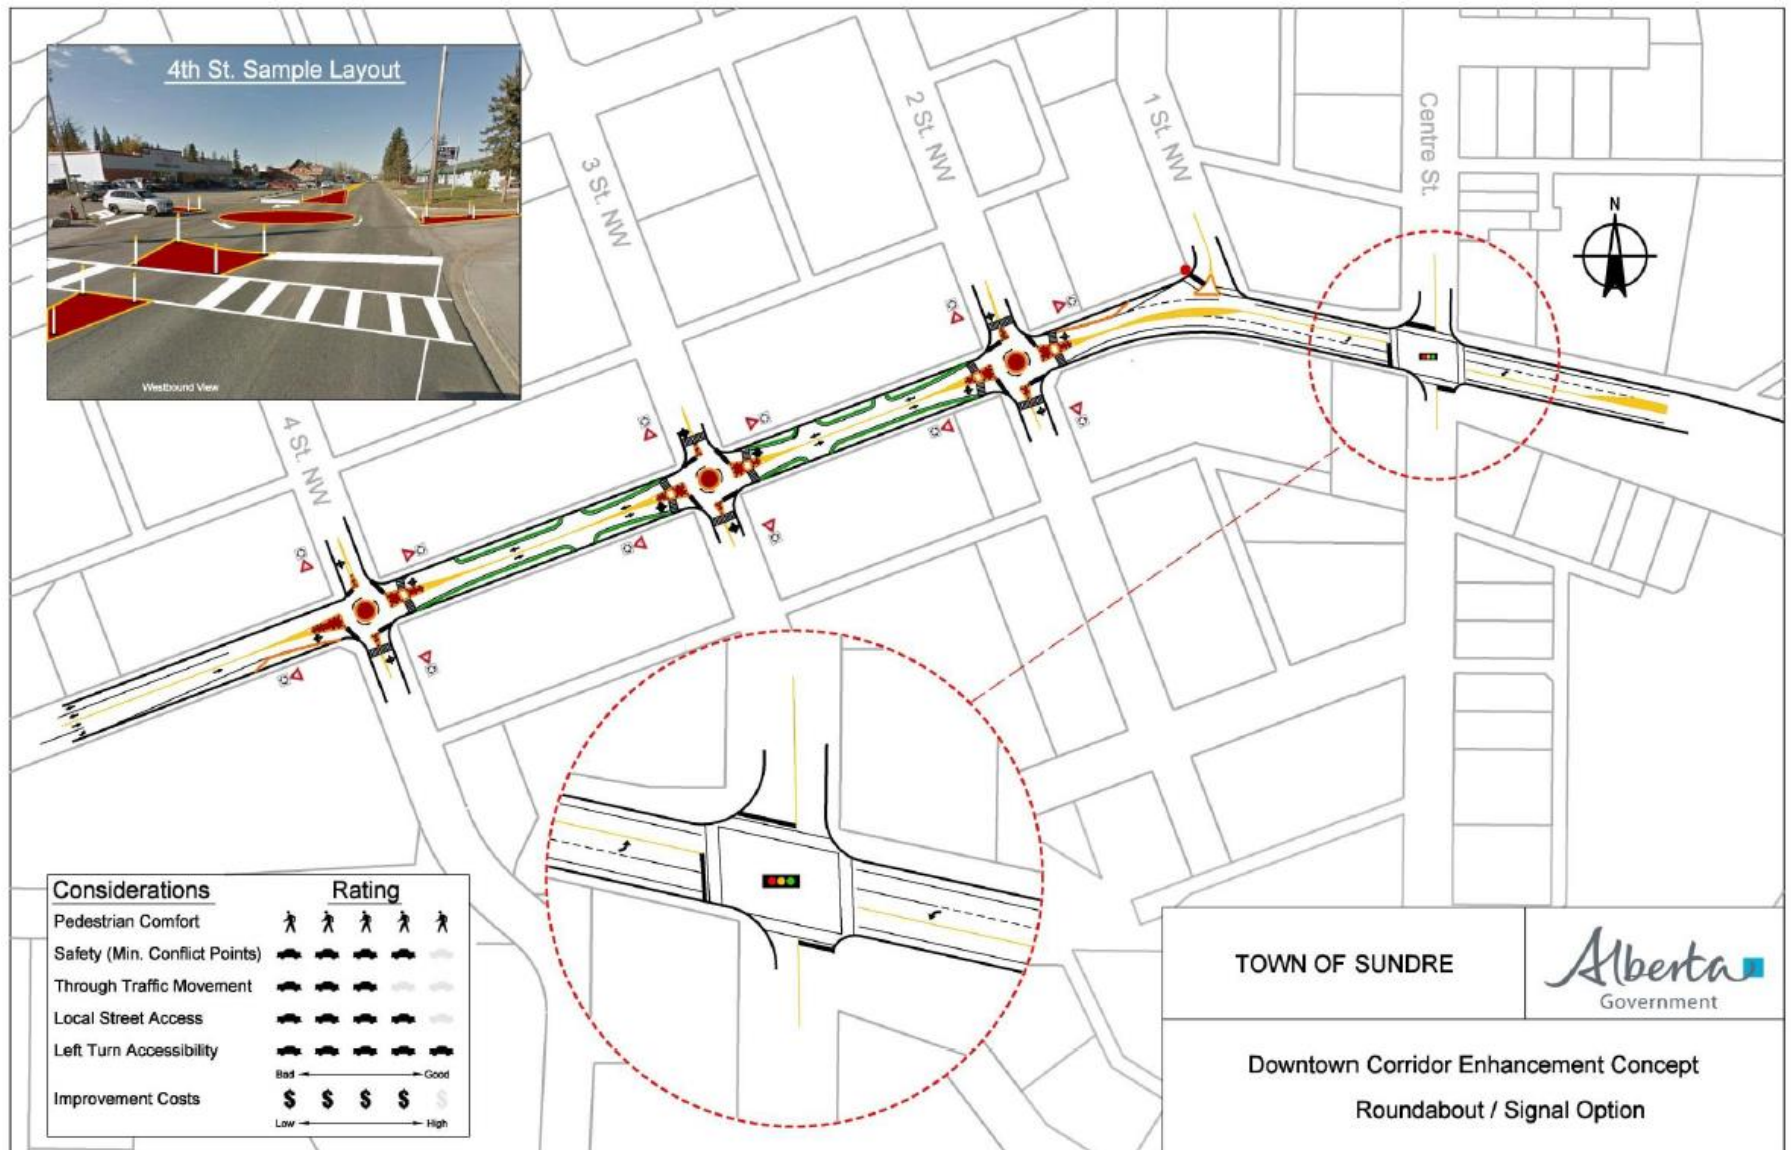 4th St. Sample Layout
Westbound View
4 St. NW
3 St. NW
2 St. NW
1 St. NW
Centre St.
N
Considerations Rating
Pedestrian Comfort
Safety (Min. Conflict Points)
Through Traffic Movement
Local Street Access
Left Turn Accessibility
Bad Good
Improvement Costs $ $ $ $ $
Low High
TOWN OF SUNDRE
Alberta
Government
Downtown Corridor Enhancement Concept
Roundabout / Signal Option